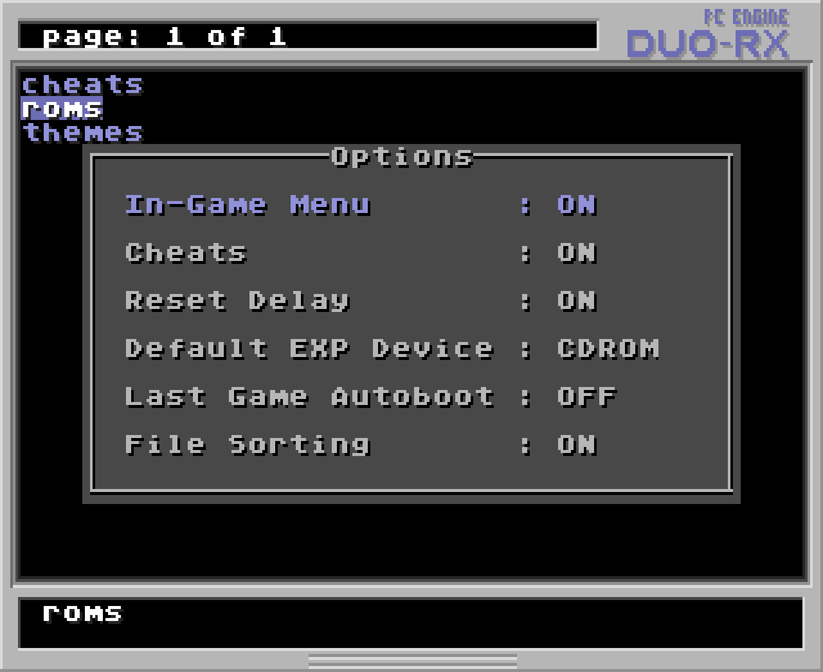 page: 1 of 1
PC ENGINE
DUO-RX
cheats
roms
themes
Options
In-Game Menu : ON
Cheats : ON
Reset Delay : ON
Default EXP Device : CDROM
Last Game Autoboot : OFF
File Sorting : ON
roms